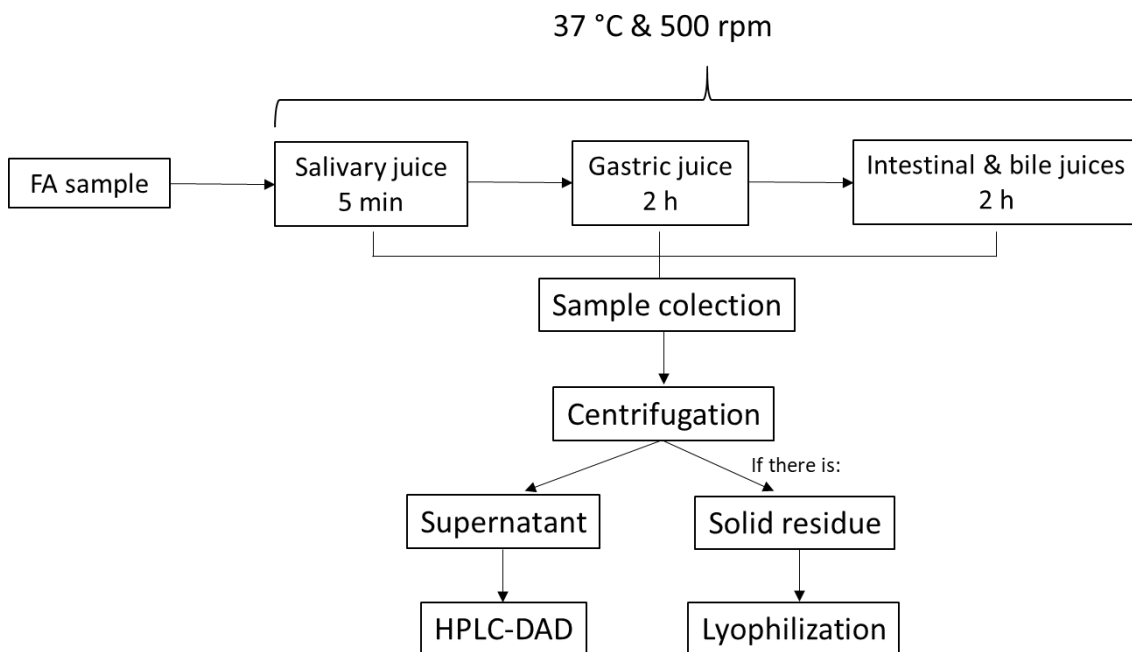 37 °C & 500 rpm
FA sample
Salivary juice
5 min
Gastric juice
2 h
Intestinal & bile juices
2 h
Sample colection
Centrifugation
If there is:
Supernatant
Solid residue
HPLC-DAD
Lyophilization